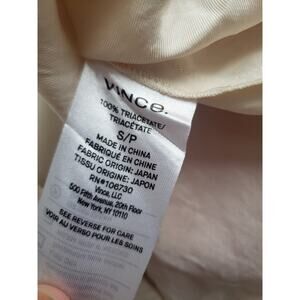 VINCE.
100% TRIACETATE/
TRIACÉTATE
S/P
MADE IN CHINA
FABRIQUÉ EN CHINE
FABRIC ORIGIN: JAPAN
TISSU ORIGINE: JAPON
RN#106730
Vince, LLC
500 Fifth Avenue, 20th Floor
New York, NY 10110
SEE REVERSE FOR CARE
VOIR AU VERSO POUR LES SOINS